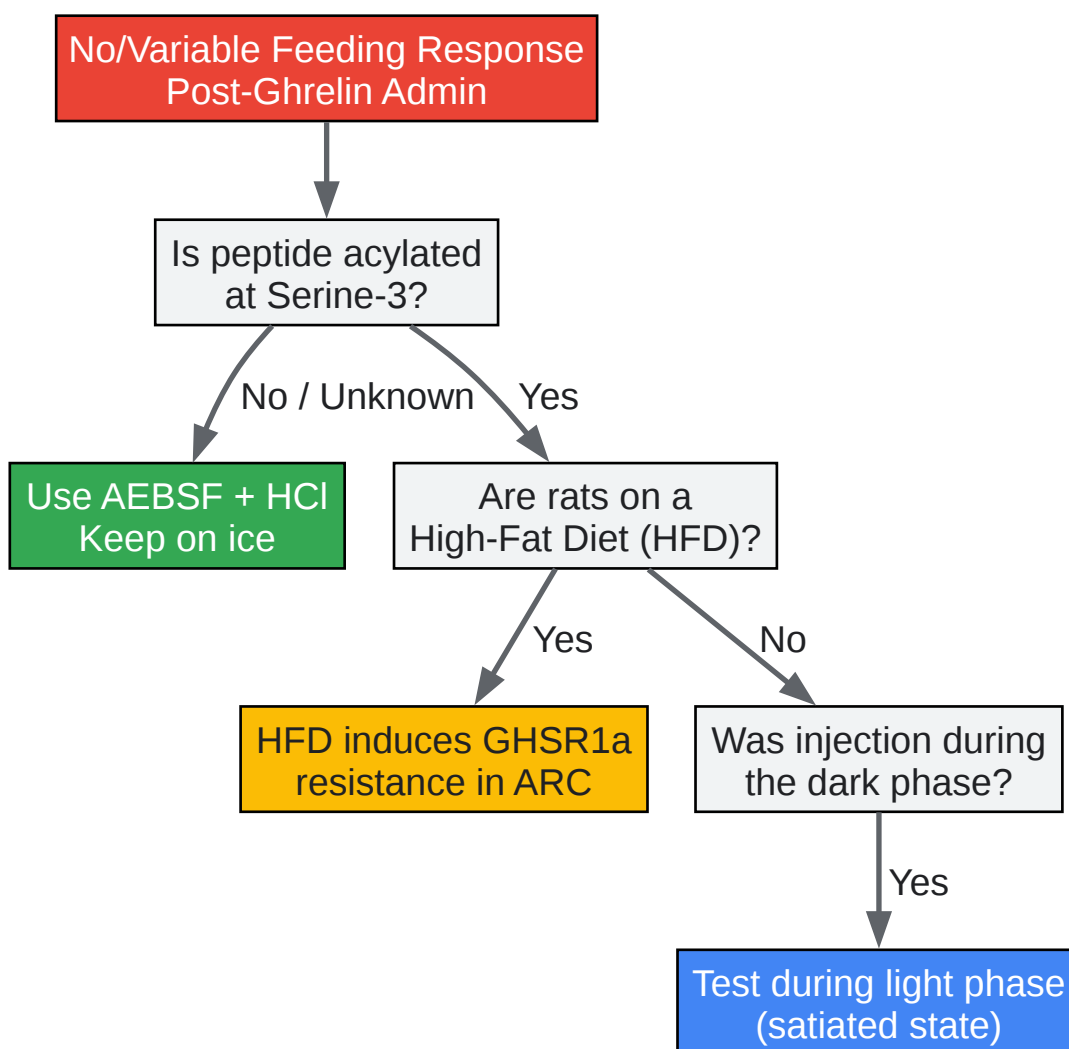 No/Variable Feeding Response
Post-Ghrelin Admin
Is peptide acylated
at Serine-3?
No / Unknown
Yes
Use AEBSF + HCl
Keep on ice
Are rats on a
High-Fat Diet (HFD)?
Yes
No
HFD induces GHSR1a
resistance in ARC
Was injection during
the dark phase?
Yes
Test during light phase
(satiated state)